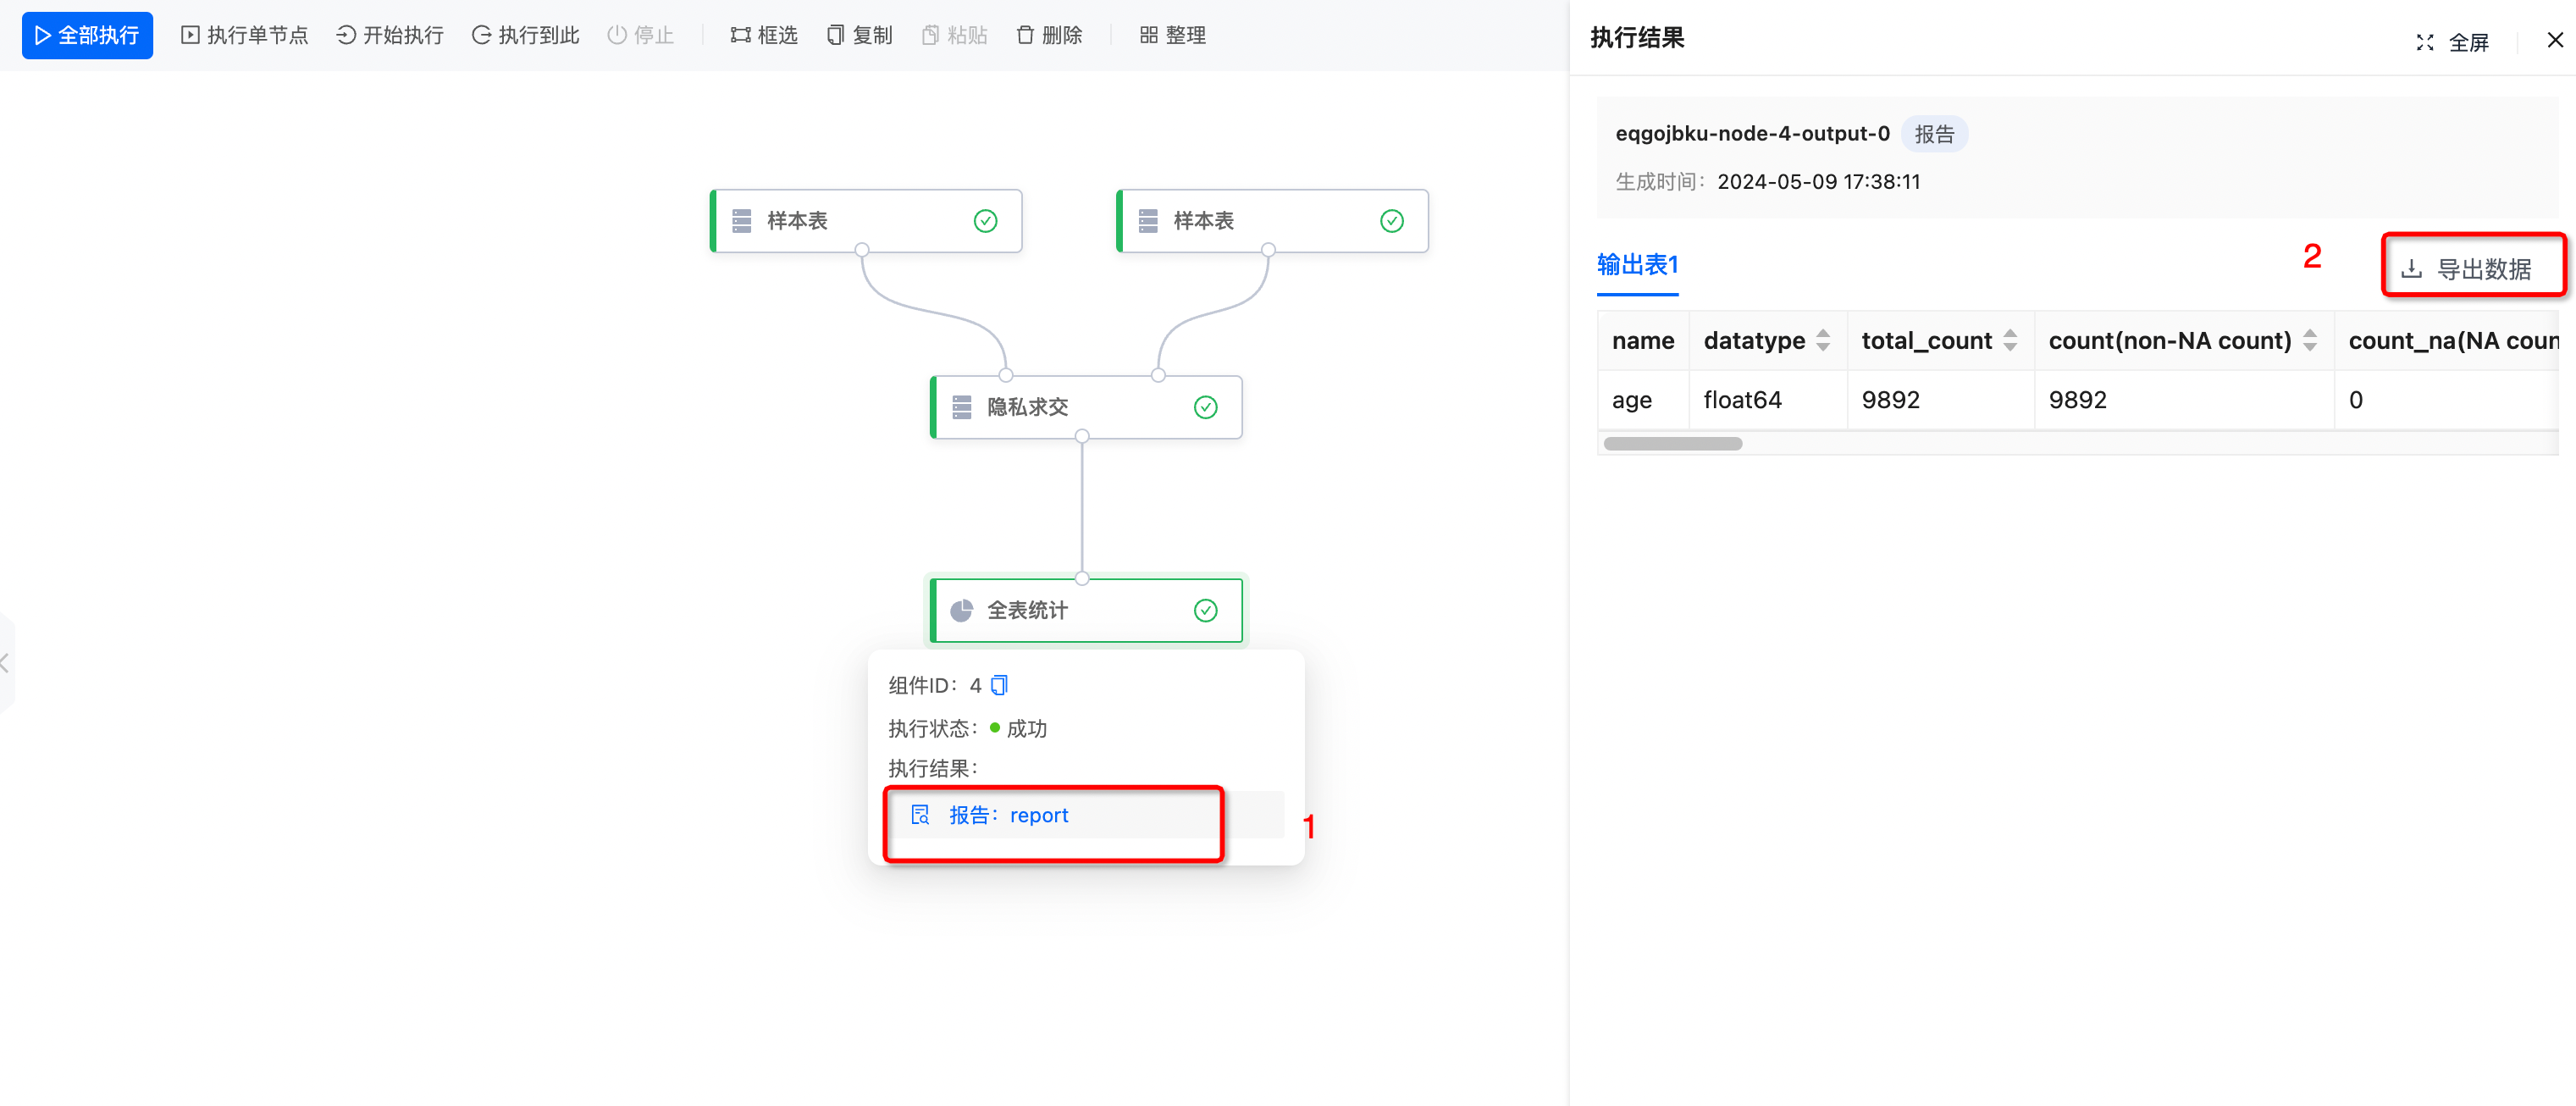 全部执行 执行单节点 开始执行 执行到此 停止 框选 复制 粘贴 删除 整理
执行结果 全屏
eqgojbku-node-4-output-0 报告
生成时间：2024-05-09 17:38:11
样本表 样本表
输出表1 2 导出数据
name datatype total_count count(non-NA count) count_na(NA coun
age float64 9892 9892 0
隐私求交
全表统计
组件ID：4
执行状态：成功
执行结果：
报告：report 1